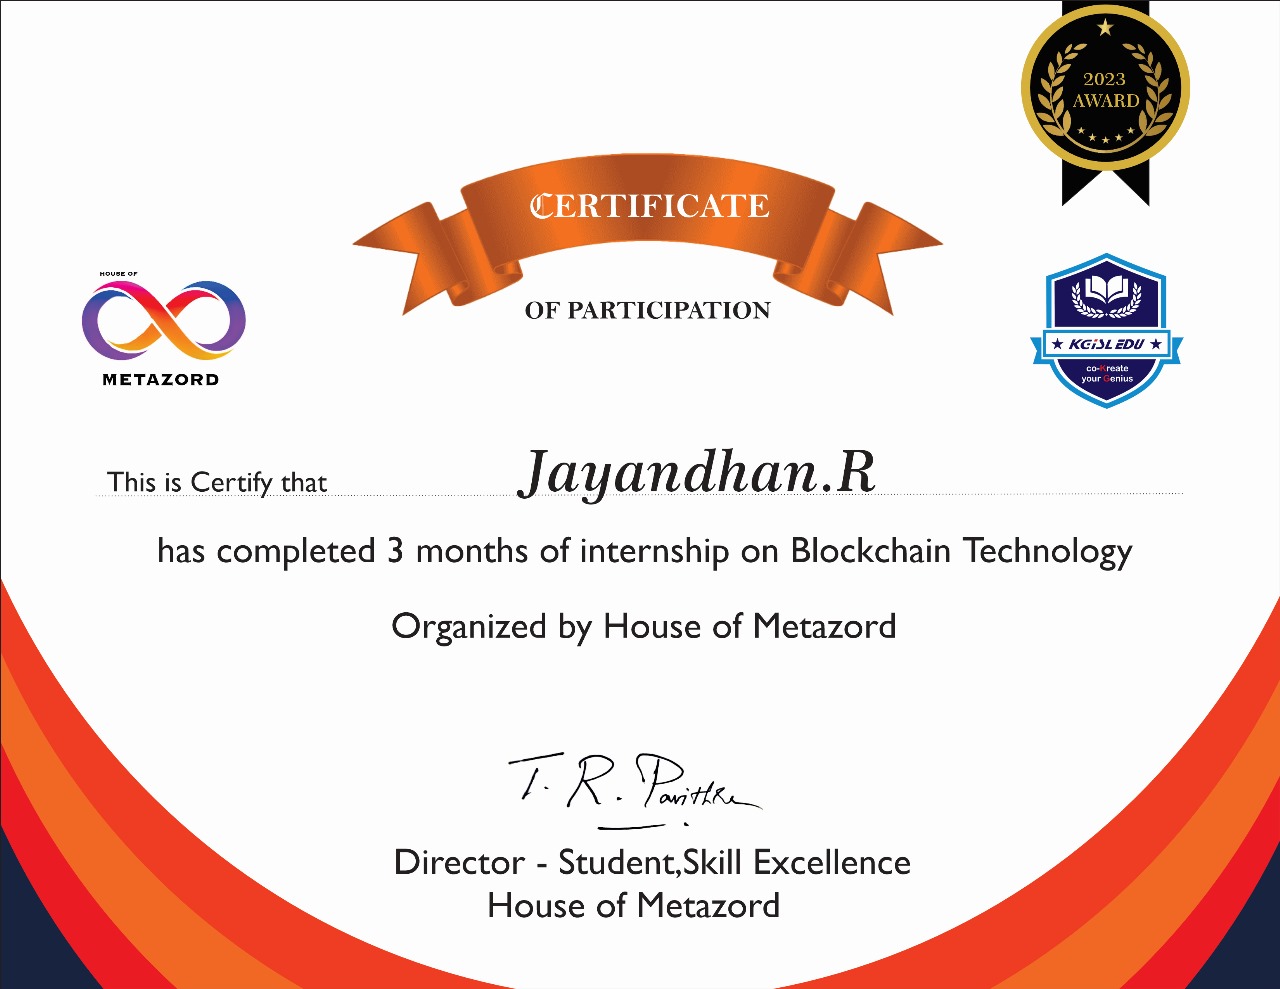 2023
AWARD
CERTIFICATE
OF PARTICIPATION
HOUSE OF
METAZORD
KGiSL EDU
co-Kreate
your Genius
This is Certify that
Jayandhan.R
has completed 3 months of internship on Blockchain Technology
Organized by House of Metazord
T. R. Pavithra
Director - Student,Skill Excellence
House of Metazord